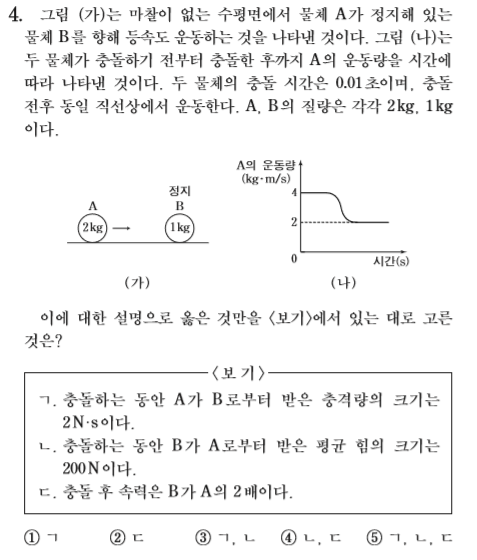 4. 그림 (가)는 마찰이 없는 수평면에서 물체 A가 정지해 있는
물체 B를 향해 등속도 운동하는 것을 나타낸 것이다. 그림 (나)는
두 물체가 충돌하기 전부터 충돌한 후까지 A의 운동량을 시간에
따라 나타낸 것이다. 두 물체의 충돌 시간은 0.01초이며, 충돌
전후 동일 직선상에서 운동한다. A, B의 질량은 각각 2kg, 1kg
이다.
정지
A B
2kg 1kg
(가)
A의 운동량
(kg·m/s)
4
2
0
시간(s)
(나)
이에 대한 설명으로 옳은 것만을 〈보기〉에서 있는 대로 고른
것은?
〈보 기〉
ㄱ. 충돌하는 동안 A가 B로부터 받은 충격량의 크기는
2N·s이다.
ㄴ. 충돌하는 동안 B가 A로부터 받은 평균 힘의 크기는
200N이다.
ㄷ. 충돌 후 속력은 B가 A의 2배이다.
① ㄱ ② ㄷ ③ ㄱ, ㄴ ④ ㄴ, ㄷ ⑤ ㄱ, ㄴ, ㄷ